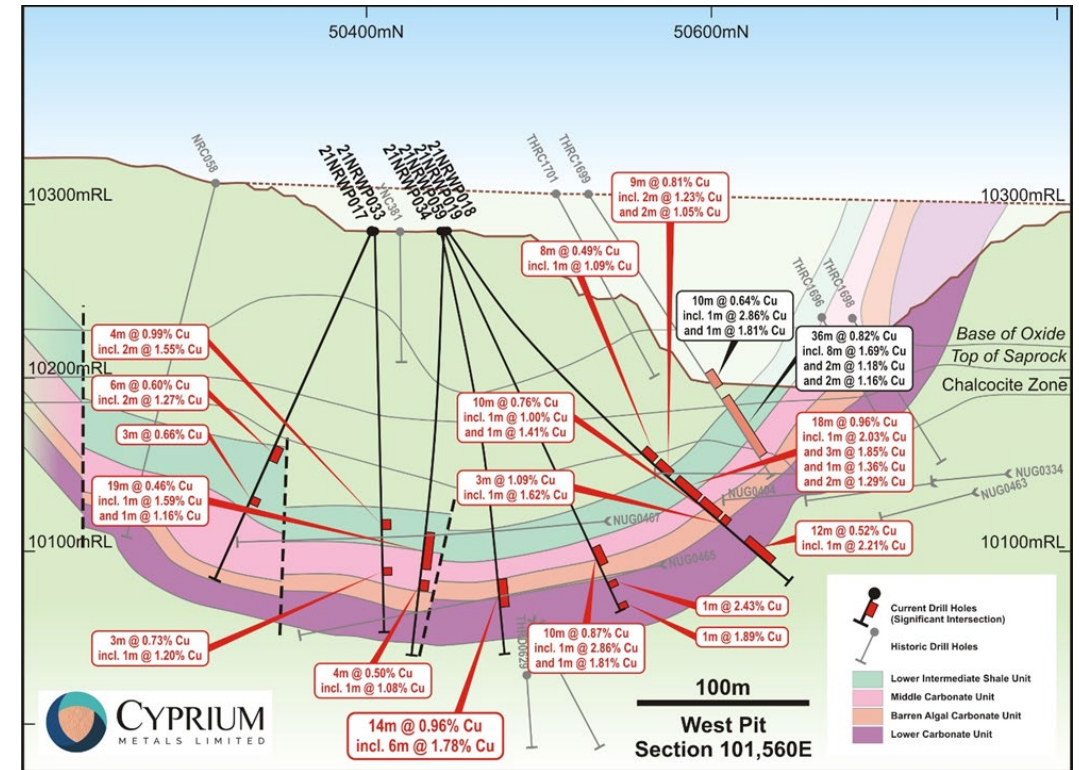 50400mN
50600mN
NRC058
21NRWP017
21NRWP033
YNC381
21NRWP034
21NRWP059
21NRWP019
21NRWP018
THRC1701
THRC1699
10300mRL
10300mRL
9m @ 0.81% Cu
incl. 2m @ 1.23% Cu
and 2m @ 1.05% Cu
8m @ 0.49% Cu
incl. 1m @ 1.09% Cu
THRC1696
THRC1698
10m @ 0.64% Cu
incl. 1m @ 2.86% Cu
and 1m @ 1.81% Cu
36m @ 0.82% Cu
incl. 8m @ 1.69% Cu
and 2m @ 1.18% Cu
and 2m @ 1.16% Cu
Base of Oxide
Top of Saprock
Chalcocite Zone
4m @ 0.99% Cu
incl. 2m @ 1.55% Cu
10200mRL
6m @ 0.60% Cu
incl. 2m @ 1.27% Cu
10m @ 0.76% Cu
incl. 1m @ 1.00% Cu
and 1m @ 1.41% Cu
18m @ 0.96% Cu
incl. 1m @ 2.03% Cu
and 3m @ 1.85% Cu
and 1m @ 1.36% Cu
and 2m @ 1.29% Cu
3m @ 0.66% Cu
3m @ 1.09% Cu
incl. 1m @ 1.62% Cu
NUG0334
NUG0463
19m @ 0.46% Cu
incl. 1m @ 1.59% Cu
and 1m @ 1.16% Cu
NUG0467
12m @ 0.52% Cu
incl. 1m @ 2.21% Cu
10100mRL
10100mRL
NUG0465
1m @ 2.43% Cu
1m @ 1.89% Cu
3m @ 0.73% Cu
incl. 1m @ 1.20% Cu
10m @ 0.87% Cu
incl. 1m @ 2.86% Cu
and 1m @ 1.81% Cu
4m @ 0.50% Cu
incl. 1m @ 1.08% Cu
14m @ 0.96% Cu
incl. 6m @ 1.78% Cu
100m
West Pit
Section 101,560E
Current Drill Holes
(Significant Intersection)
Historic Drill Holes
Lower Intermediate Shale Unit
Middle Carbonate Unit
Barren Algal Carbonate Unit
Lower Carbonate Unit
CYPRIUM
METALS LIMITED